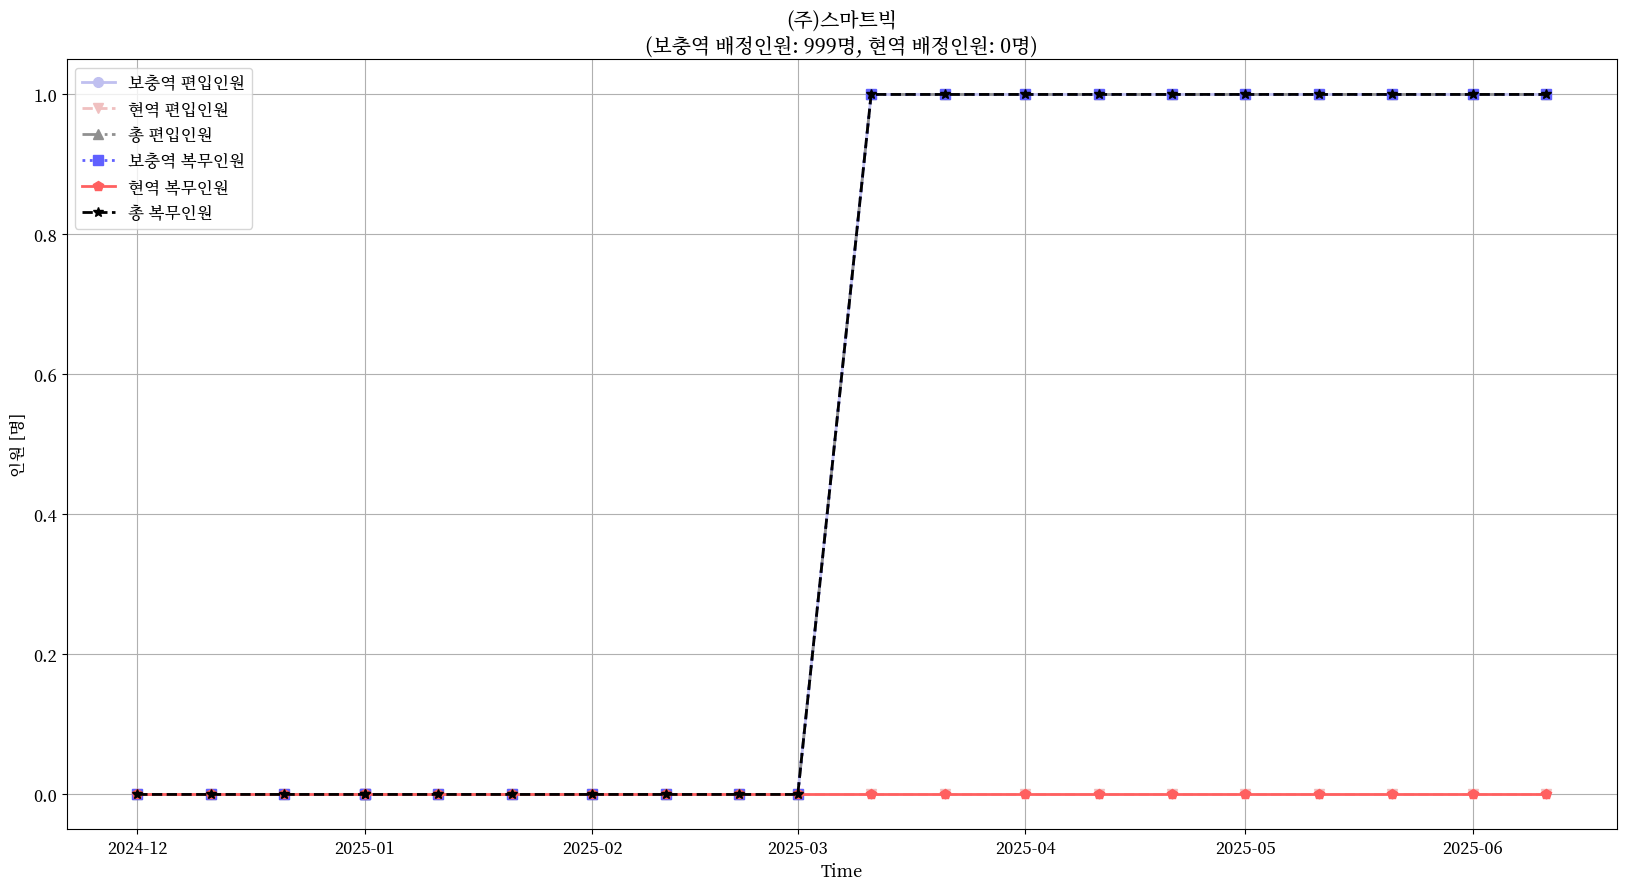 (주)스마트빅
(보충역 배정인원: 999명, 현역 배정인원: 0명)
보충역 편입인원
현역 편입인원
총 편입인원
보충역 복무인원
현역 복무인원
총 복무인원
1.0
0.8
0.6
0.4
0.2
0.0
인원 [명]
2024-12 2025-01 2025-02 2025-03 2025-04 2025-05 2025-06
Time